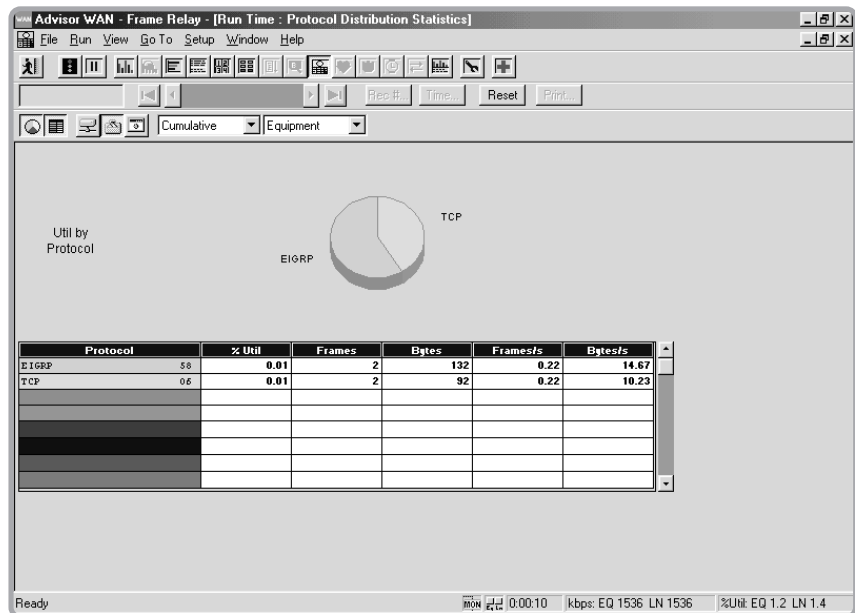 Advisor WAN - Frame Relay - [Run Time : Protocol Distribution Statistics]
File Run View Go To Setup Window Help
Rec #... Time... Reset Print...
Cumulative Equipment
Util by
Protocol
TCP
EIGRP
Protocol % Util Frames Bytes Frames/s Bytes/s
EIGRP 58 0.01 2 132 0.22 14.67
TCP 06 0.01 2 92 0.22 10.23
Ready MON 0:00:10 kbps: EQ 1536 LN 1536 %Util: EQ 1.2 LN 1.4